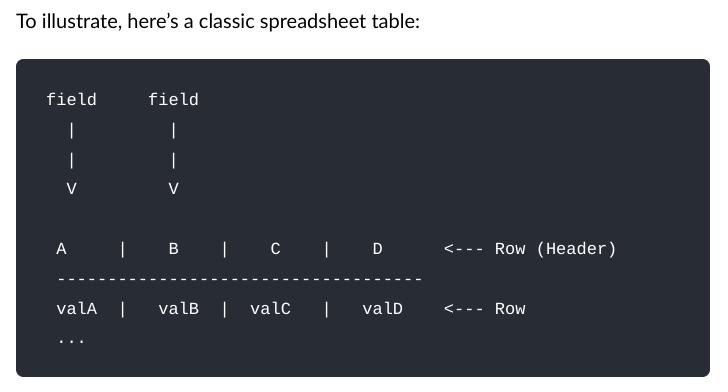 To illustrate, here’s a classic spreadsheet table:
field     field
  |         |
  |         |
  V         V
 A     |    B    |    C    |    D      <--- Row (Header)
 ------------------------------------
 valA  |   valB  |  valC   |   valD    <--- Row
 ...